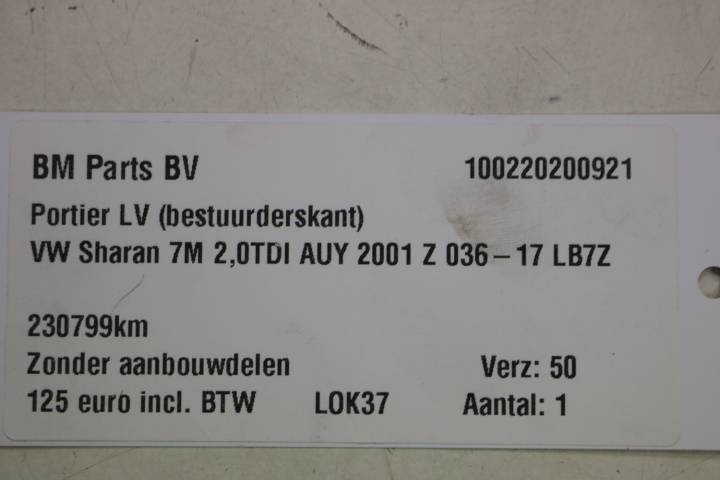 BM Parts BV 100220200921
Portier LV (bestuurderskant)
VW Sharan 7M 2,0TDI AUY 2001 Z 036-17 LB7Z
230799km
Zonder aanbouwdelen Verz: 50
125 euro incl. BTW LOK37 Aantal: 1